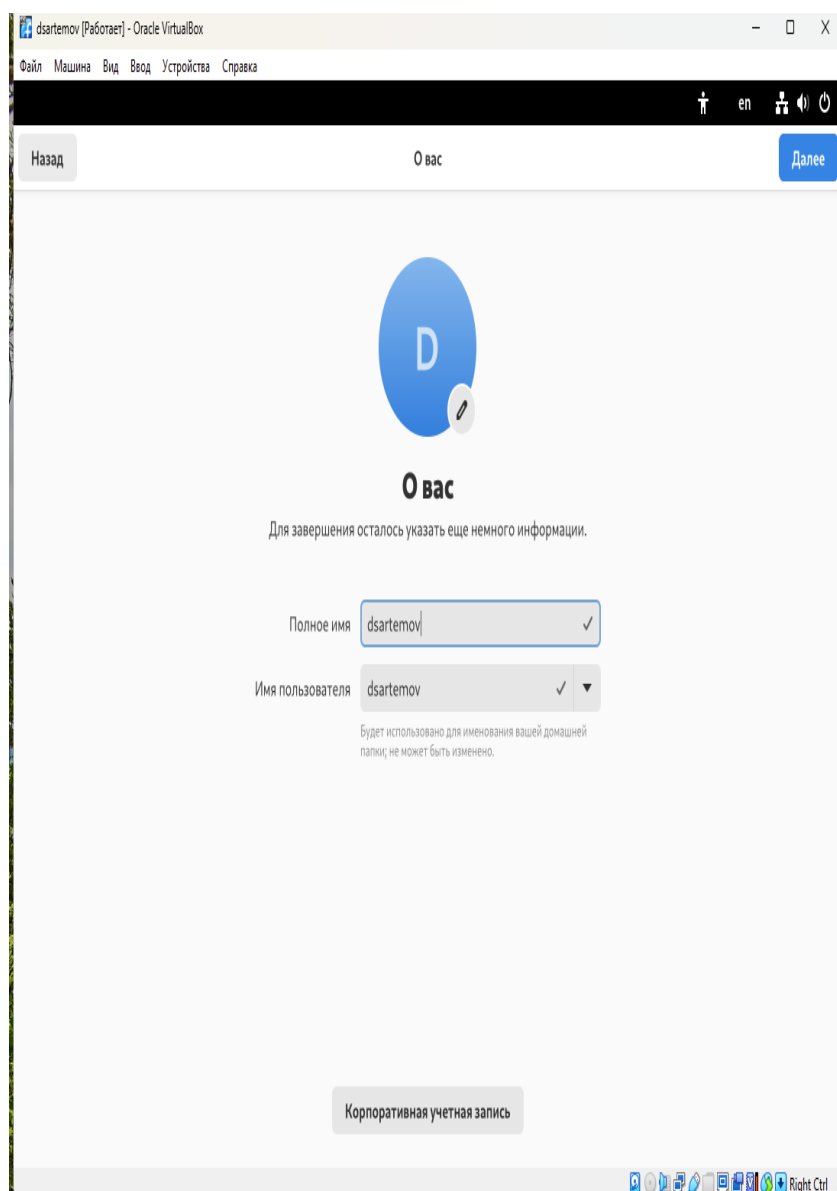 dsartemov [Работает] - Oracle VirtualBox
Файл Машина Вид Ввод Устройства Справка
en
Назад
О вас
Далее
D
О вас
Для завершения осталось указать еще немного информации.
Полное имя dsartemov
Имя пользователя dsartemov
Будет использовано для именования вашей домашней
папки; не может быть изменено.
Корпоративная учетная запись
Right Ctrl